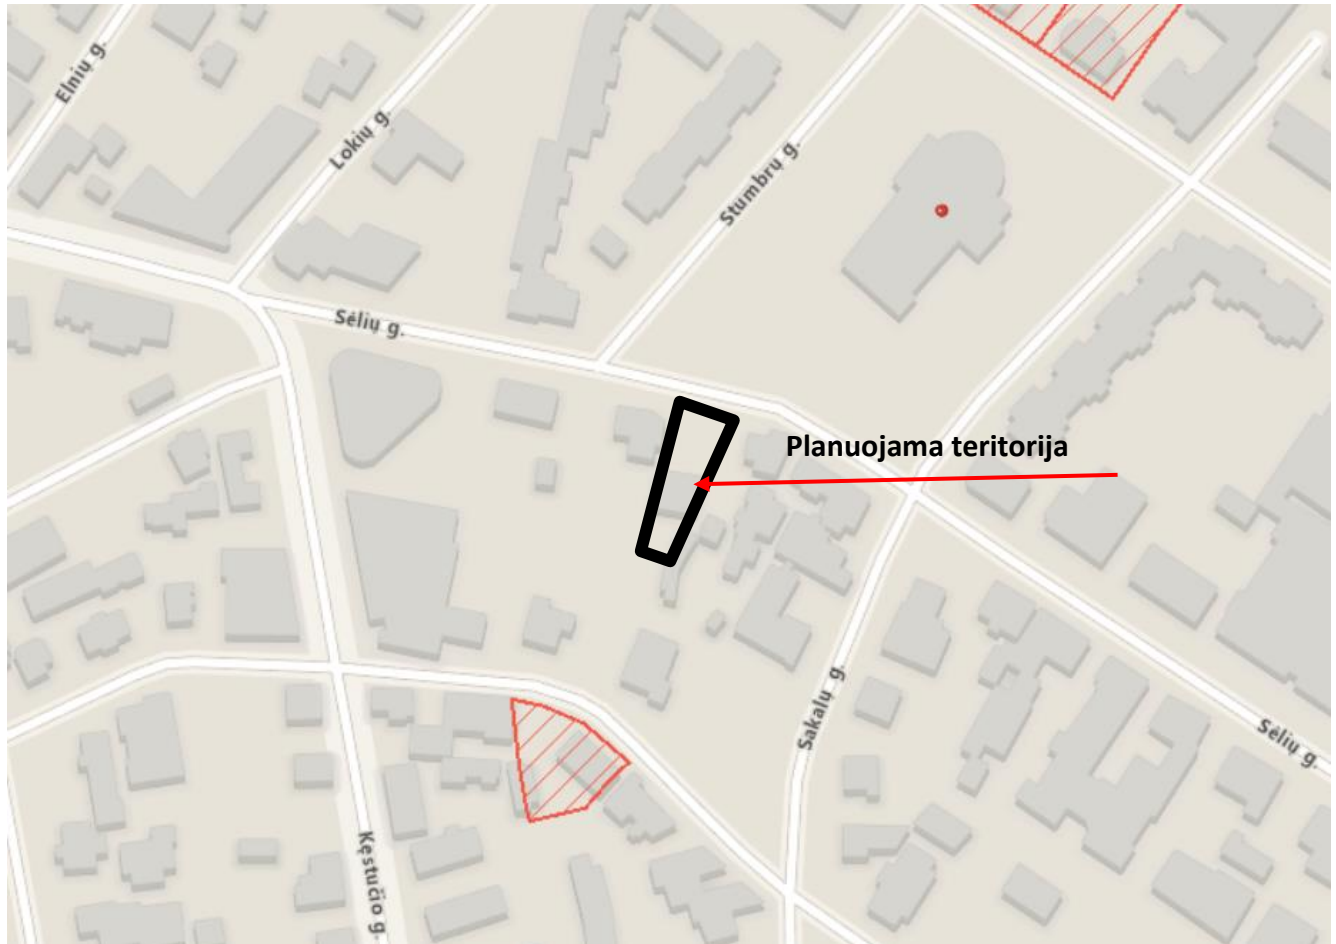 Elnių g.
Lokių g.
Stumbrų g.
Sėlių g.
Planuojama teritorija
Sakalų g.
Sėlių g.
Kęstučio g.